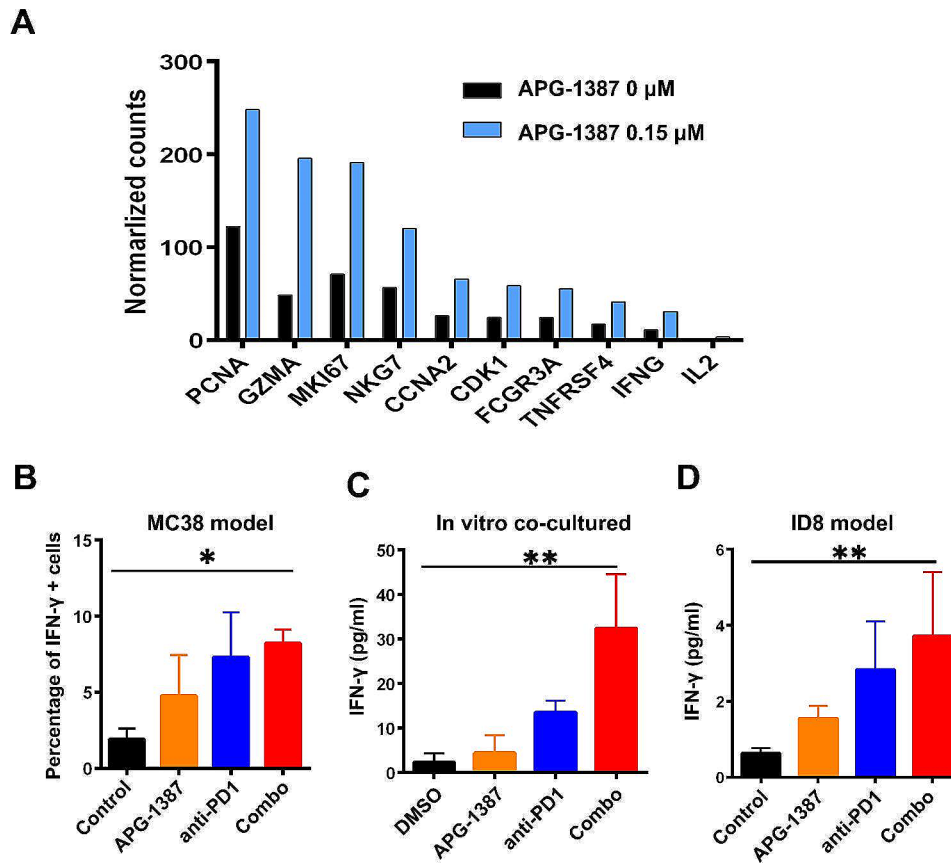 A
Normarlized counts
300
200
100
0
APG-1387 0 μM
APG-1387 0.15 μM
PCNA
GZMA
MKI67
NKG7
CCNA2
CDK1
FCGR3A
TNFRSF4
IFNG
IL2
B
MC38 model
Percentage of IFN-γ + cells
15
10
5
0
*
Control
APG-1387
anti-PD1
Combo
C
In vitro co-cultured
IFN-γ (pg/ml)
50
40
30
20
10
0
**
DMSO
APG-1387
anti-PD1
Combo
D
ID8 model
IFN-γ (pg/ml)
6
4
2
0
**
Control
APG-1387
anti-PD1
Combo